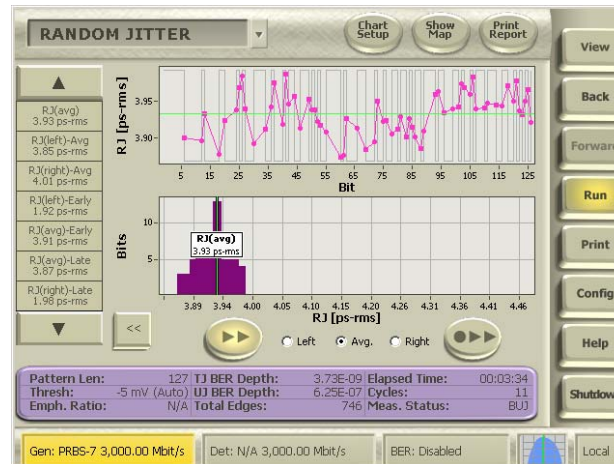 RANDOM JITTER
Chart Setup
Show Map
Print Report
View
Back
Forward
Run
Print
Config
Help
Shutdown
RJ(avg)
3.93 ps-rms
RJ(left)-Avg
3.85 ps-rms
RJ(right)-Avg
4.01 ps-rms
RJ(left)-Early
1.92 ps-rms
RJ(avg)-Early
3.91 ps-rms
RJ(avg)-Late
3.87 ps-rms
RJ(right)-Late
1.98 ps-rms
<<
RJ [ps-rms]
3.95
3.90
5 15 25 35 45 55 65 75 85 95 105 115 125
Bit
Bits
10
5
RJ(avg)
3.93 ps-rms
3.89 3.94 4.00 4.05 4.10 4.15 4.20 4.26 4.31 4.36 4.41 4.46
RJ [ps-rms]
Left Avg. Right
Pattern Len: 127 TJ BER Depth: 3.73E-09 Elapsed Time: 00:03:34
Thresh: -5 mV (Auto) UJ BER Depth: 6.25E-07 Cycles: 11
Emph. Ratio: N/A Total Edges: 746 Meas. Status: BUJ
Gen: PRBS-7 3,000.00 Mbit/s
Det: N/A 3,000.00 Mbit/s
BER: Disabled
Local